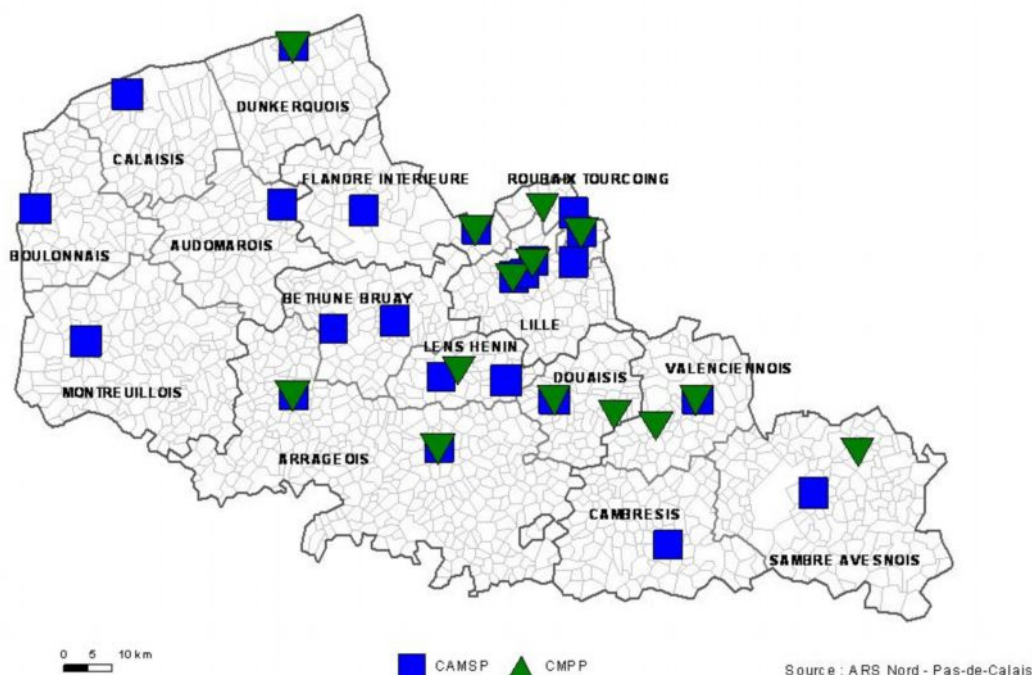 DUNKERQUOIS
CALAISIS
FLANDRE INTERIEURE
ROUBAIX TOURCOING
AUDOMAROIS
BOULONNAIS
BETHUNE BRUAY
LILLE
LENS HENIN
VALENCIENNOIS
DOUAISIS
MONTREUILLOIS
ARRAGEOIS
CAMBRESIS
SAMBRE AVESNOIS
0 5 10 km
CAMSP CMPP
Source : ARS Nord - Pas-de-Calais